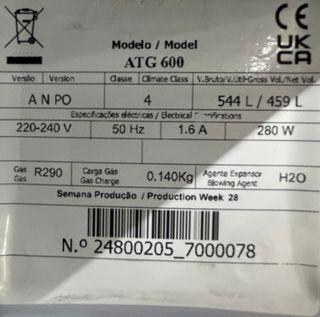 CE
UK
CA
Modelo / Model
ATG 600
Versão Version Classe Climate Class V.Bruto/V.Util-Gross Vol./Net Vol.
A N PO 4 544 L / 459 L
Especificações eléctricas / Electrical
220-240 V 50 Hz 1.6 A 280 W
Gás R290 Carga Gás 0.140Kg Agente Expansor H2O
Gas Gas Charge Blowing Agent
Semana Produção / Production Week 28
N.º 24800205_7000078